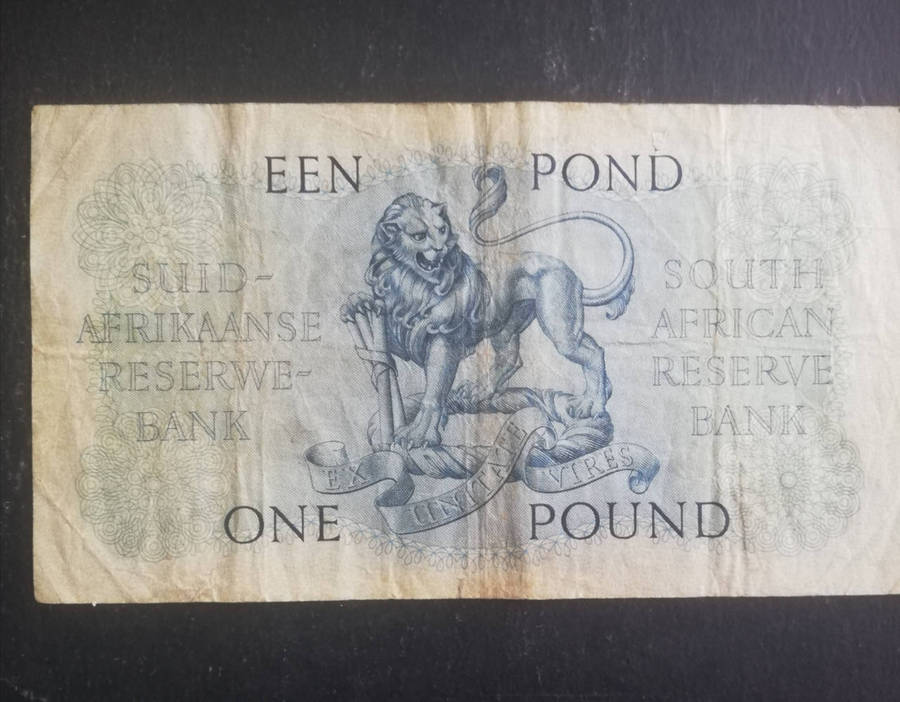 EEN POND
SUID-
AFRIKAANSE
RESERWE-
BANK
SOUTH
AFRICAN
RESERVE
BANK
EX UNITATE VIRES
ONE POUND